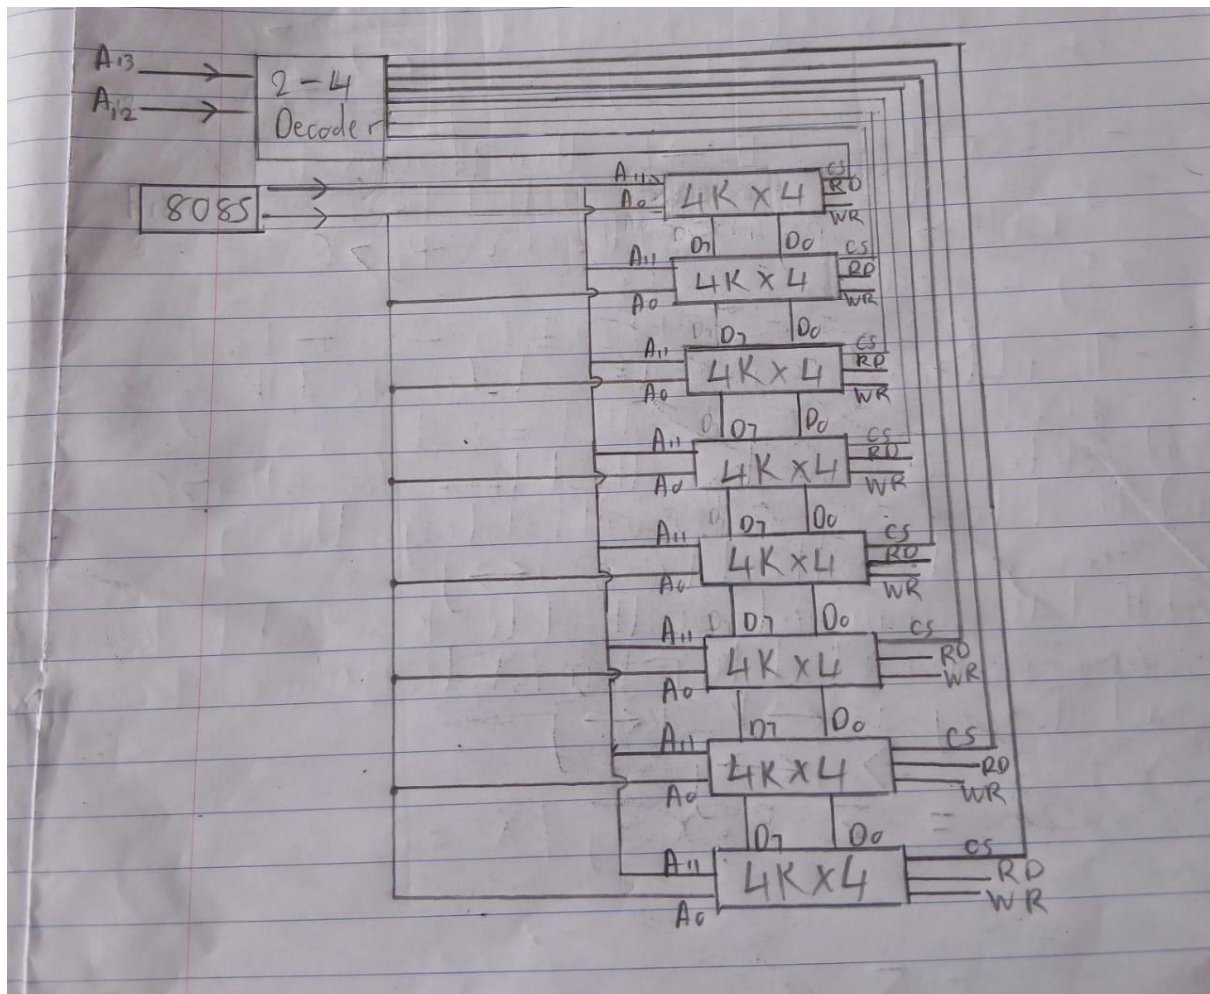 A13
A12
2-4
Decoder
8085
A11
A0
4K X 4
CS
RD
WR
D7
D0
A11
A0
4K X 4
CS
RD
WR
D7
D0
A11
A0
4K X 4
CS
RD
WR
D7
D0
A11
A0
4K X 4
CS
RD
WR
D7
D0
A11
A0
4K X 4
CS
RD
WR
D7
D0
A11
A0
4K X 4
CS
RD
WR
D7
D0
A11
A0
4K X 4
CS
RD
WR
D7
D0
A11
A0
4K X 4
CS
RD
WR